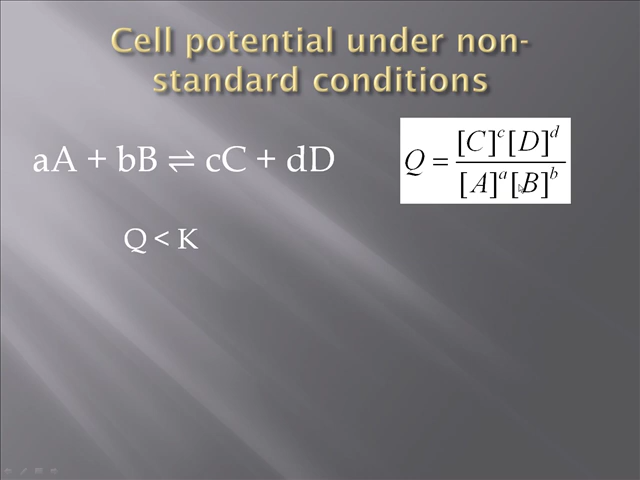 Cell potential under non-
standard conditions
aA + bB ⇌ cC + dD
Q = [C]^c[D]^d / [A]^a[B]^b
Q < K